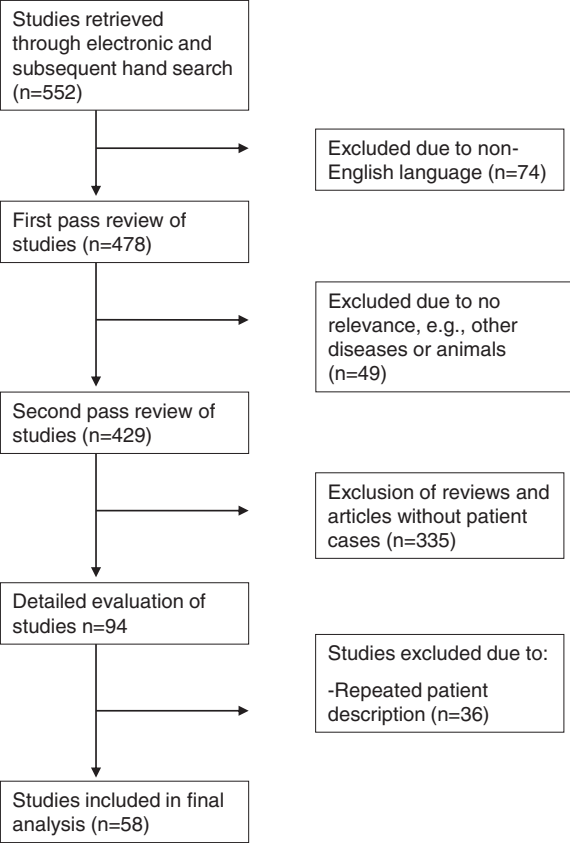 Studies retrieved
through electronic and
subsequent hand search
(n=552)
Excluded due to non-
English language (n=74)
First pass review of
studies (n=478)
Excluded due to no
relevance, e.g., other
diseases or animals
(n=49)
Second pass review of
studies (n=429)
Exclusion of reviews and
articles without patient
cases (n=335)
Detailed evaluation of
studies n=94
Studies excluded due to:
-Repeated patient
description (n=36)
Studies included in final
analysis (n=58)